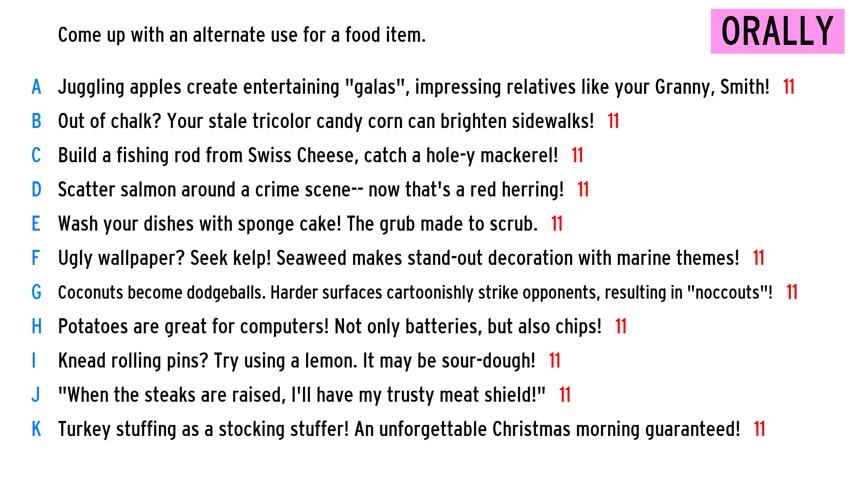 Come up with an alternate use for a food item.
ORALLY
A Juggling apples create entertaining "galas", impressing relatives like your Granny, Smith! 11
B Out of chalk? Your stale tricolor candy corn can brighten sidewalks! 11
C Build a fishing rod from Swiss Cheese, catch a hole-y mackerel! 11
D Scatter salmon around a crime scene-- now that's a red herring! 11
E Wash your dishes with sponge cake! The grub made to scrub. 11
F Ugly wallpaper? Seek kelp! Seaweed makes stand-out decoration with marine themes! 11
G Coconuts become dodgeballs. Harder surfaces cartoonishly strike opponents, resulting in "noccouts"! 11
H Potatoes are great for computers! Not only batteries, but also chips! 11
I Knead rolling pins? Try using a lemon. It may be sour-dough! 11
J "When the steaks are raised, I'll have my trusty meat shield!" 11
K Turkey stuffing as a stocking stuffer! An unforgettable Christmas morning guaranteed! 11